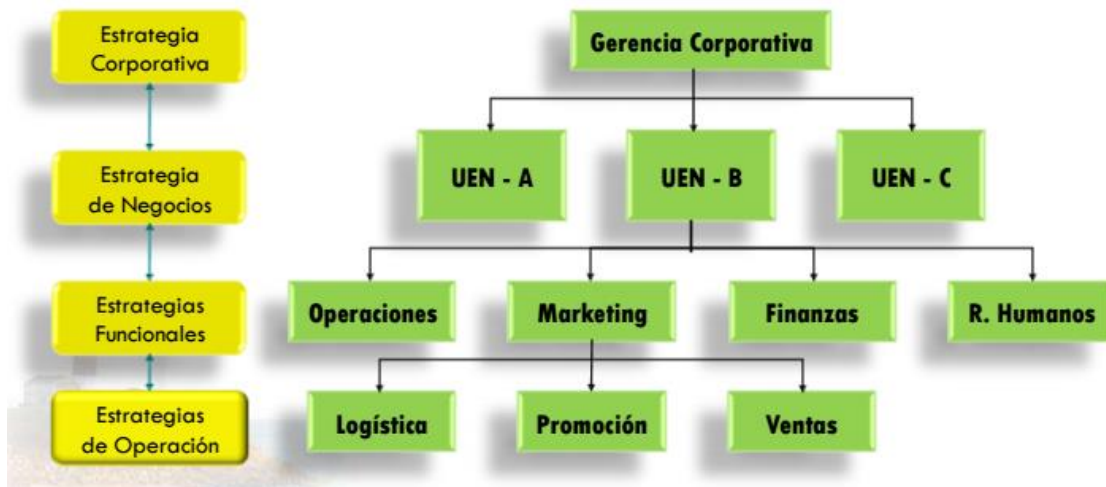 Estrategia
Corporativa
Gerencia Corporativa
Estrategia
de Negocios
UEN - A
UEN - B
UEN - C
Estrategias
Funcionales
Operaciones
Marketing
Finanzas
R. Humanos
Estrategias
de Operación
Logística
Promoción
Ventas